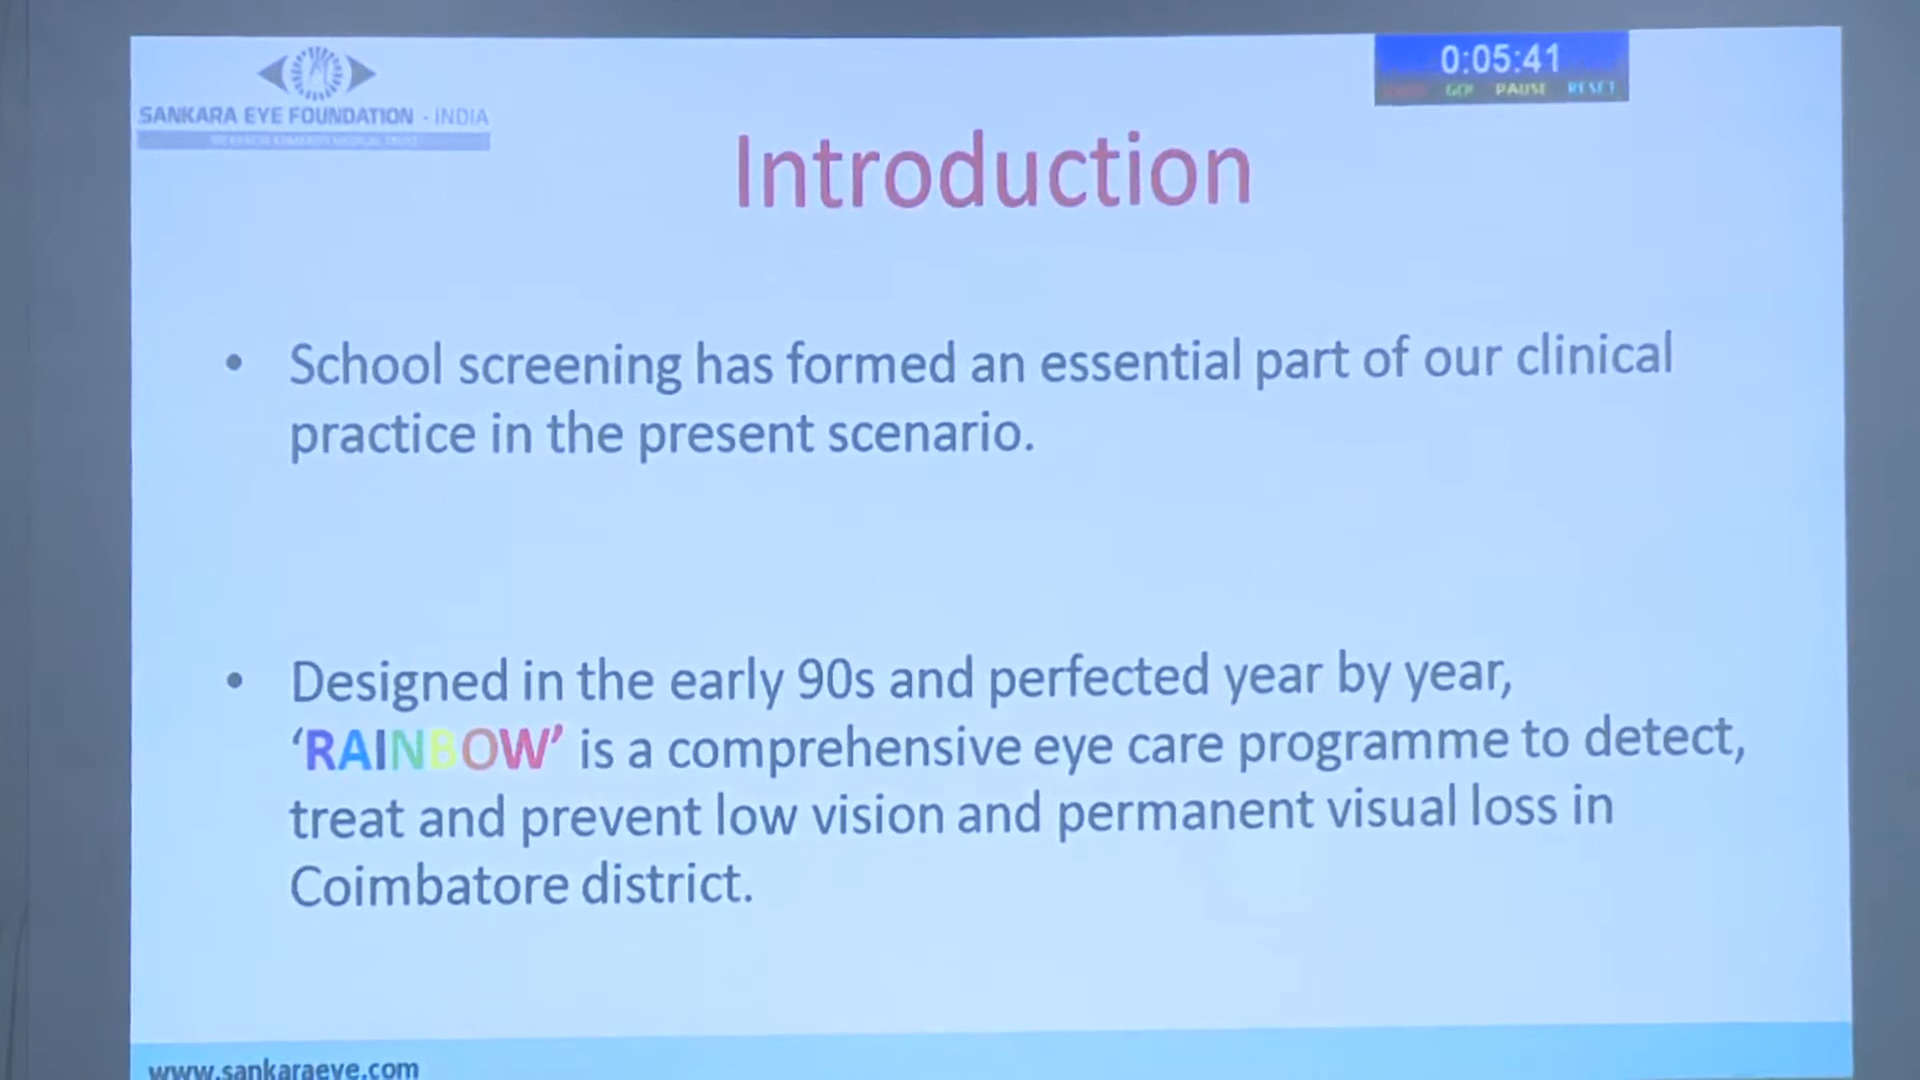 SANKARA EYE FOUNDATION - INDIA
0:05:41
GO! PAUSE RESET
Introduction
• School screening has formed an essential part of our clinical
practice in the present scenario.
• Designed in the early 90s and perfected year by year,
‘RAINBOW’ is a comprehensive eye care programme to detect,
treat and prevent low vision and permanent visual loss in
Coimbatore district.
www.sankaraeye.com